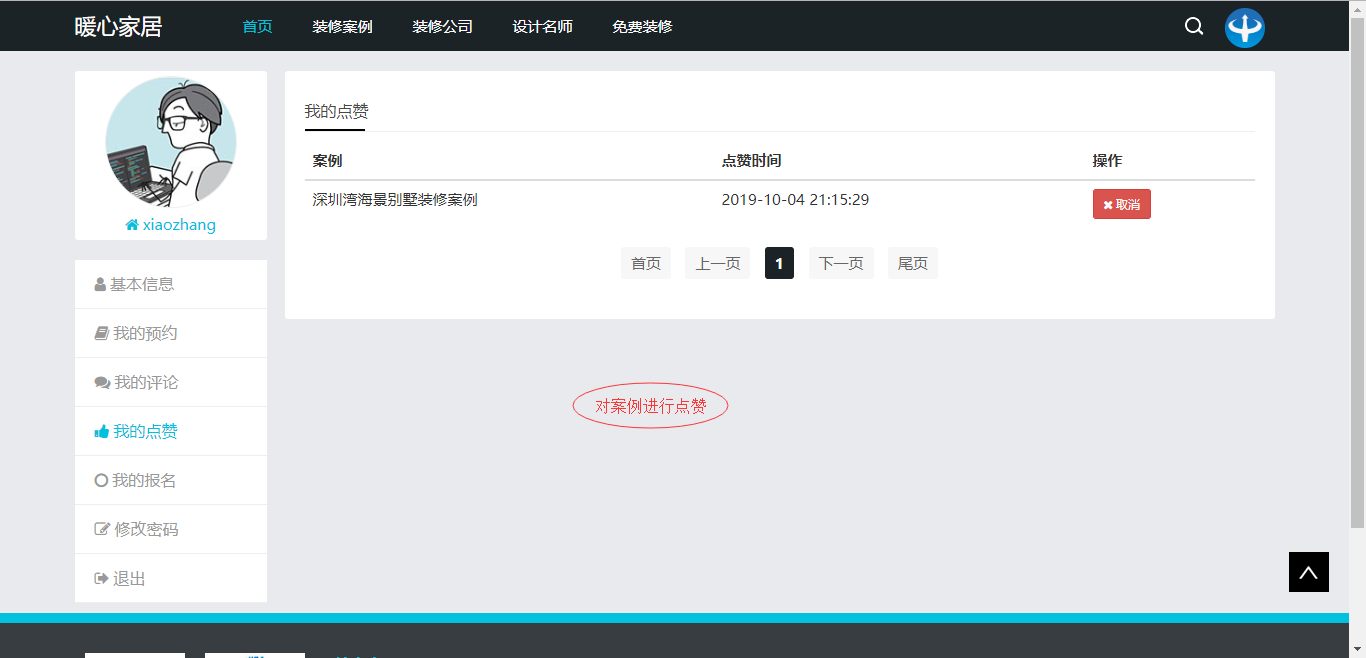 暖心家居
首页 装修案例 装修公司 设计名师 免费装修
xiaozhang
基本信息
我的预约
我的评论
我的点赞
我的报名
修改密码
退出
我的点赞
案例 点赞时间 操作
深圳湾海景别墅装修案例 2019-10-04 21:15:29 取消
首页 上一页 1 下一页 尾页
对案例进行点赞